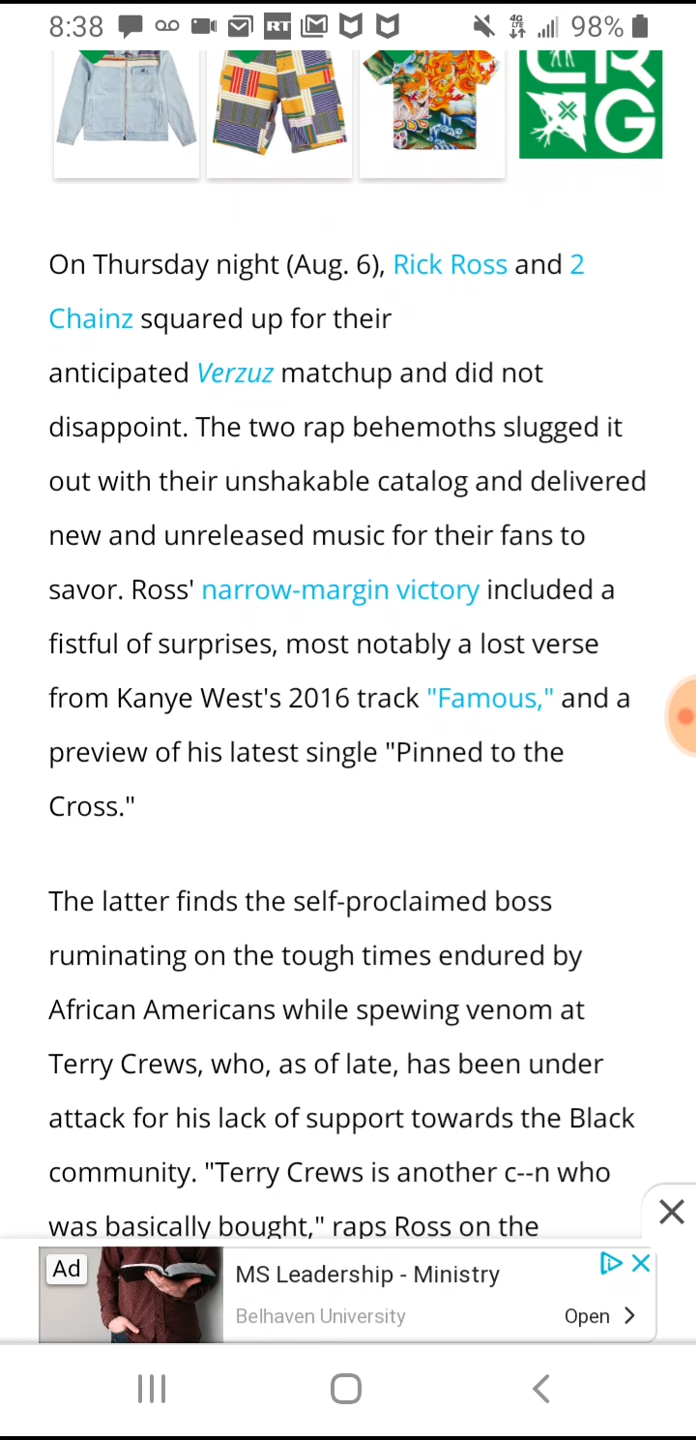 8:38
RT
4G
LTE
98%
CR
G
On Thursday night (Aug. 6), Rick Ross and 2
Chainz squared up for their
anticipated Verzuz matchup and did not
disappoint. The two rap behemoths slugged it
out with their unshakable catalog and delivered
new and unreleased music for their fans to
savor. Ross' narrow-margin victory included a
fistful of surprises, most notably a lost verse
from Kanye West's 2016 track "Famous," and a
preview of his latest single "Pinned to the
Cross."
The latter finds the self-proclaimed boss
ruminating on the tough times endured by
African Americans while spewing venom at
Terry Crews, who, as of late, has been under
attack for his lack of support towards the Black
community. "Terry Crews is another c--n who
was basically bought," raps Ross on the
Ad
MS Leadership - Ministry
Belhaven University
Open